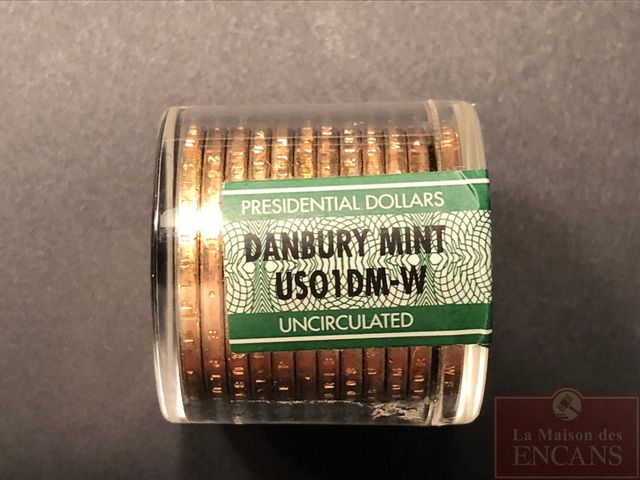 PRESIDENTIAL DOLLARS
DANBURY MINT
US01DM-W
UNCIRCULATED
La Maison des
ENCANS